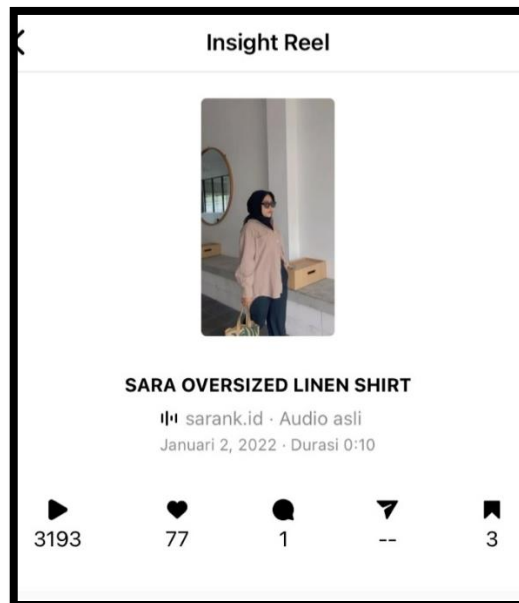 Insight Reel
SARA OVERSIZED LINEN SHIRT
sarank.id · Audio asli
Januari 2, 2022 · Durasi 0:10
3193 77 1 -- 3